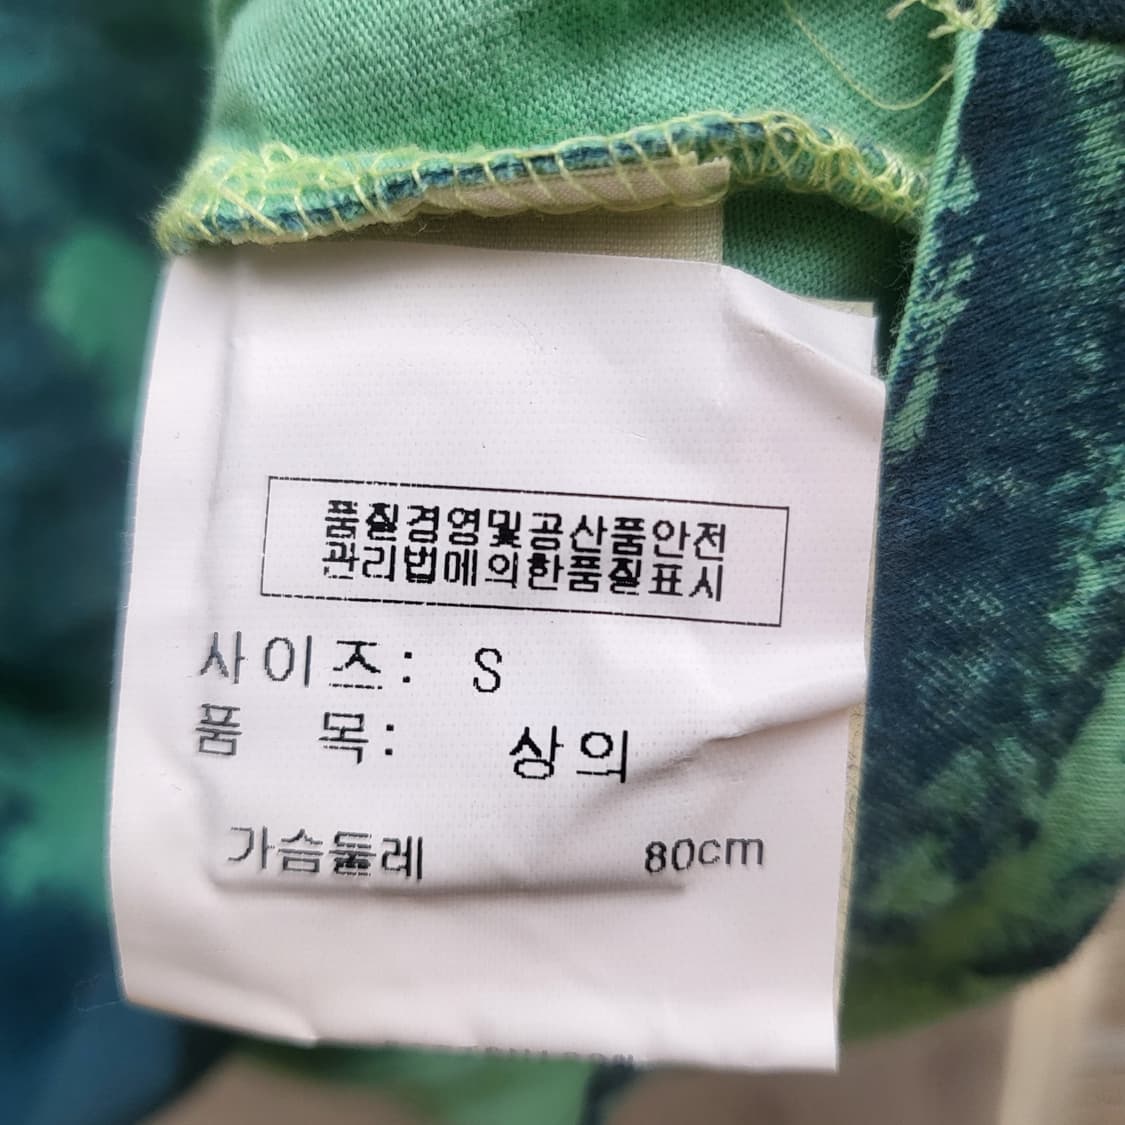 품질경영및공산품안전
관리법에의한품질표시
사이즈: S
품 목: 상의
가슴둘레 80cm